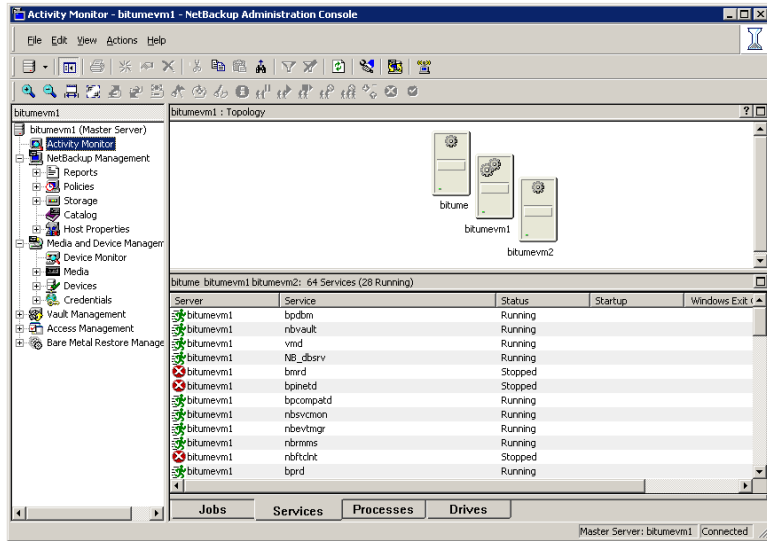 Activity Monitor - bitumevm1 - NetBackup Administration Console
File Edit View Actions Help
bitumevm1
bitumevm1 (Master Server)
Activity Monitor
NetBackup Management
Reports
Policies
Storage
Catalog
Host Properties
Media and Device Managem
Device Monitor
Media
Devices
Credentials
Vault Management
Access Management
Bare Metal Restore Manage
bitumevm1 : Topology
bitume
bitumevm1
bitumevm2
bitume bitumevm1 bitumevm2: 64 Services (28 Running)
Server Service Status Startup Windows Exit (
bitumevm1 bpdbm Running
bitumevm1 nbvault Running
bitumevm1 vmd Running
bitumevm1 NB_dbsrv Running
bitumevm1 bmrd Stopped
bitumevm1 bpinetd Stopped
bitumevm1 bpcompatd Running
bitumevm1 nbsvcmon Running
bitumevm1 nbevtmgr Running
bitumevm1 nbrmms Running
bitumevm1 nbftclnt Stopped
bitumevm1 bprd Running
Jobs Services Processes Drives
Master Server: bitumevm1 Connected